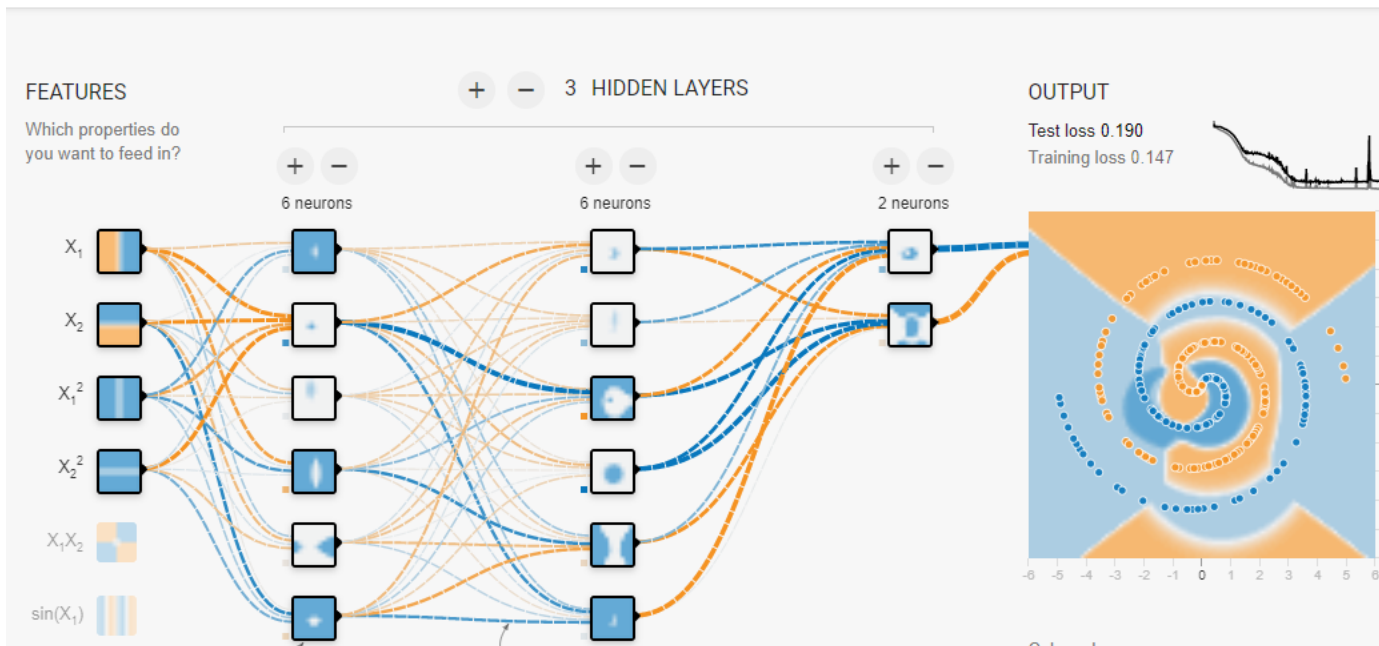 FEATURES
Which properties do
you want to feed in?
+ − 3 HIDDEN LAYERS
+ − + − + −
6 neurons 6 neurons 2 neurons
OUTPUT
Test loss 0.190
Training loss 0.147
X₁
X₂
X₁²
X₂²
X₁X₂
sin(X₁)
-6 -5 -4 -3 -2 -1 0 1 2 3 4 5 6